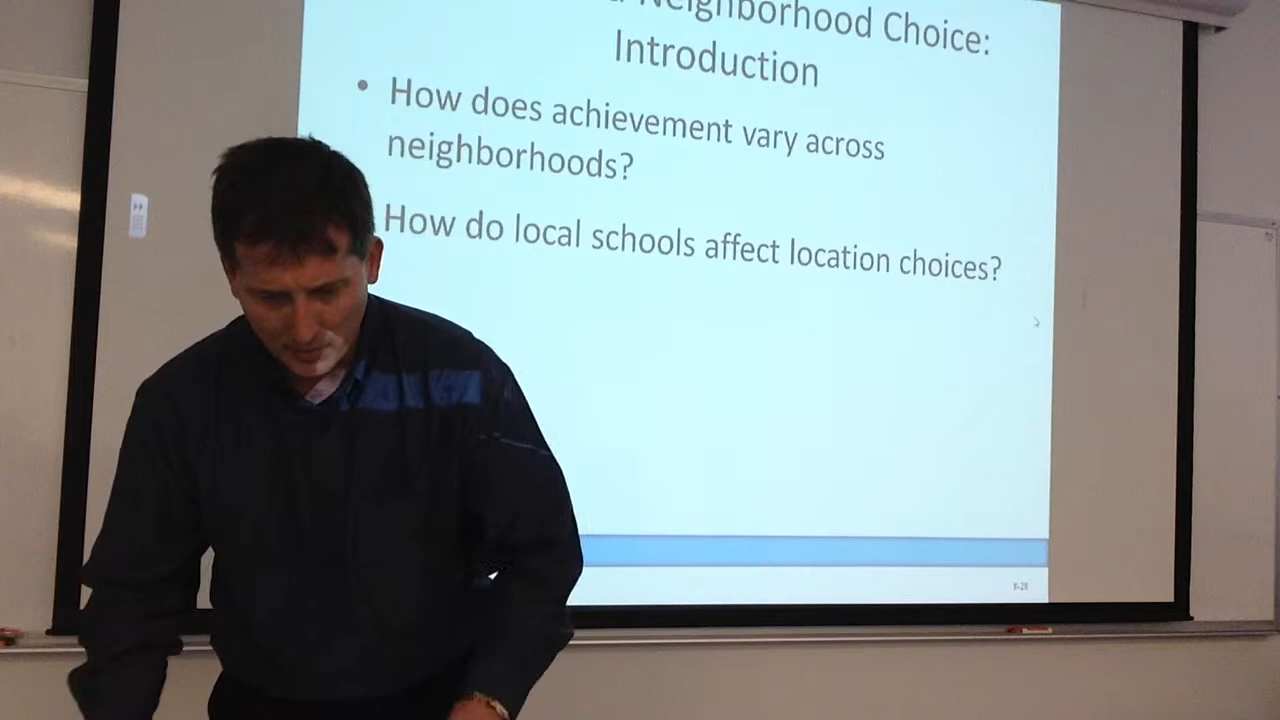 Neighborhood Choice:
Introduction
• How does achievement vary across
neighborhoods?
How do local schools affect location choices?